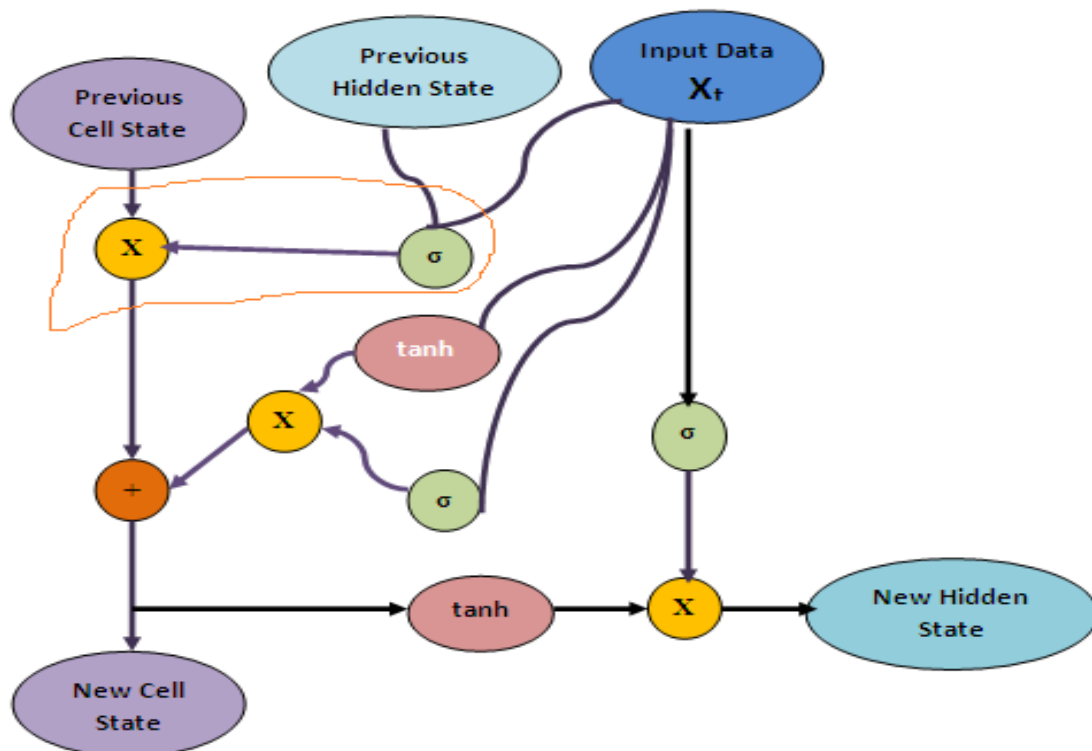 Previous
Hidden State
Input Data
Xₜ
Previous
Cell State
X
σ
tanh
X
σ
σ
+
tanh
X
New Hidden
State
New Cell
State